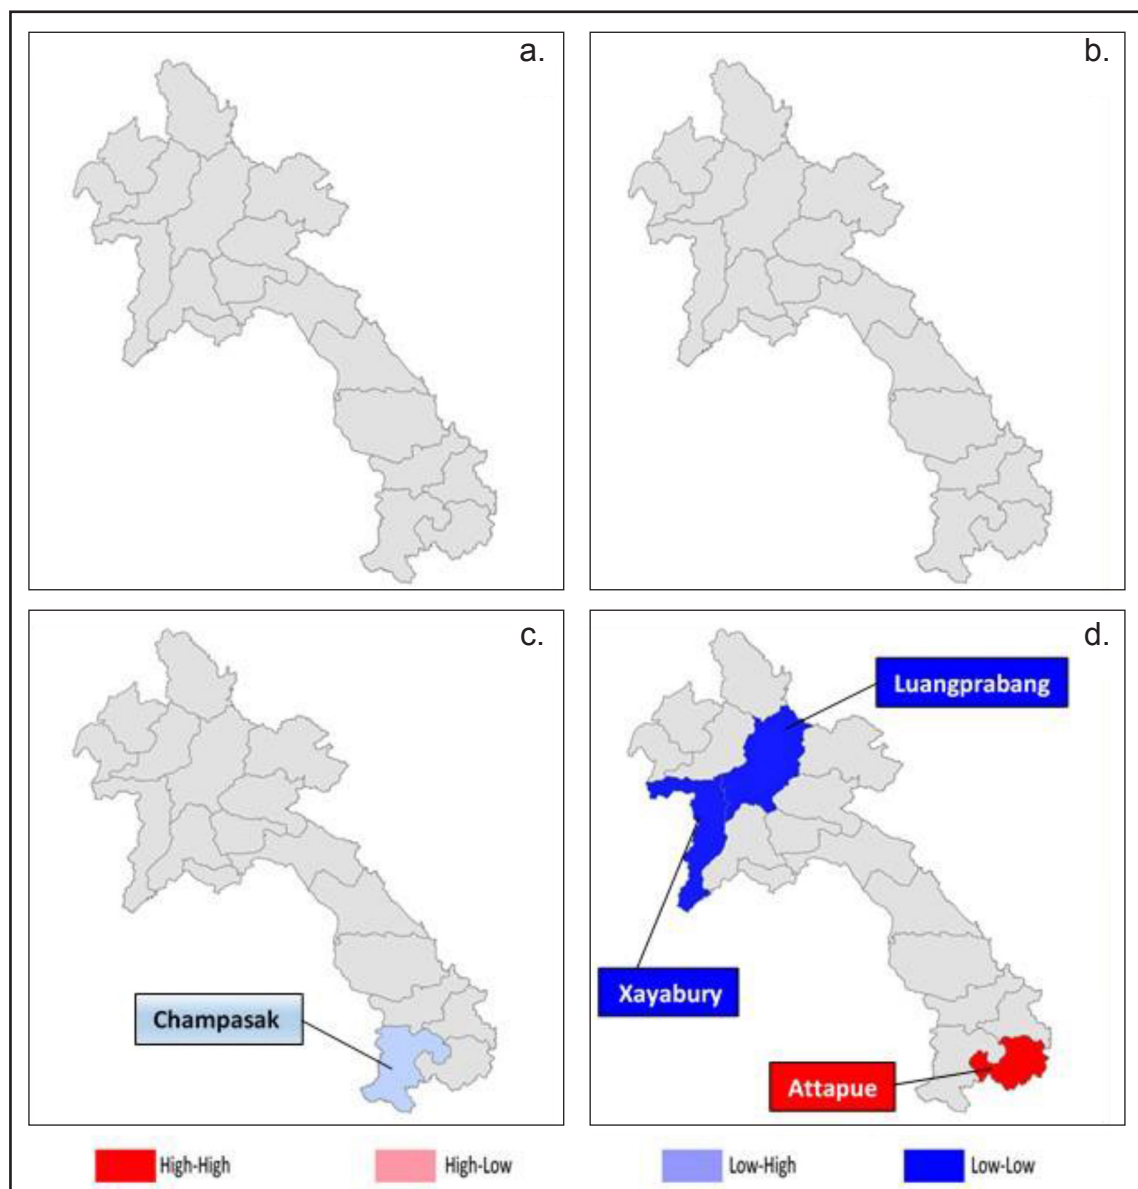 a.
b.
c.
d.
Luangprabang
Xayabury
Champasak
Attapue
High-High
High-Low
Low-High
Low-Low